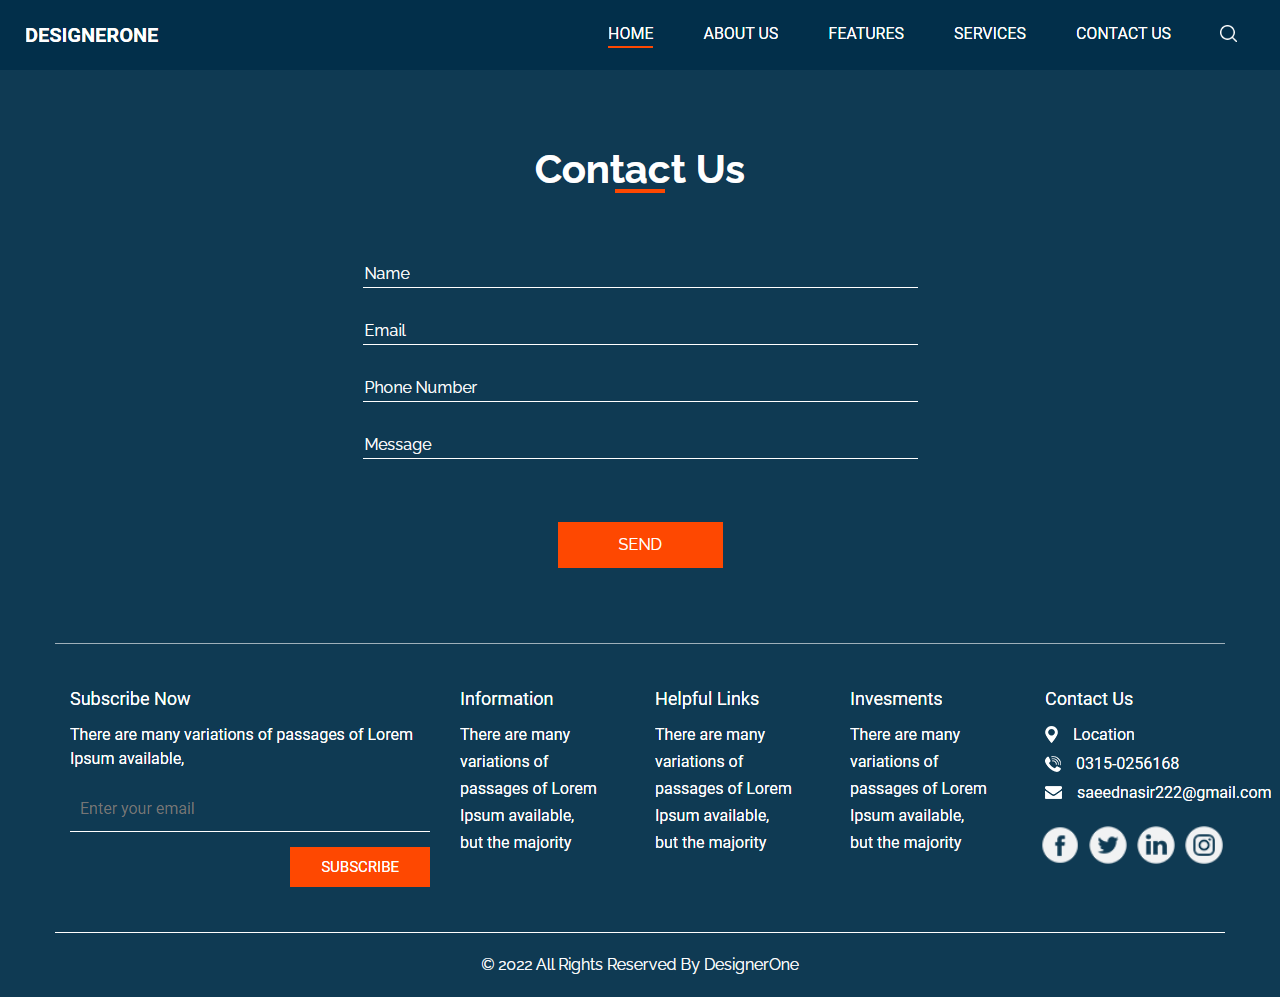 DESIGNERONE
HOME
ABOUT US
FEATURES
SERVICES
CONTACT US
Contact Us
Name
Email
Phone Number
Message
SEND
Subscribe Now
There are many variations of passages of Lorem
Ipsum available,
Enter your email
SUBSCRIBE
Information
There are many
variations of
passages of Lorem
Ipsum available,
but the majority
Helpful Links
There are many
variations of
passages of Lorem
Ipsum available,
but the majority
Invesments
There are many
variations of
passages of Lorem
Ipsum available,
but the majority
Contact Us
Location
0315-0256168
saeednasir222@gmail.com
© 2022 All Rights Reserved By DesignerOne